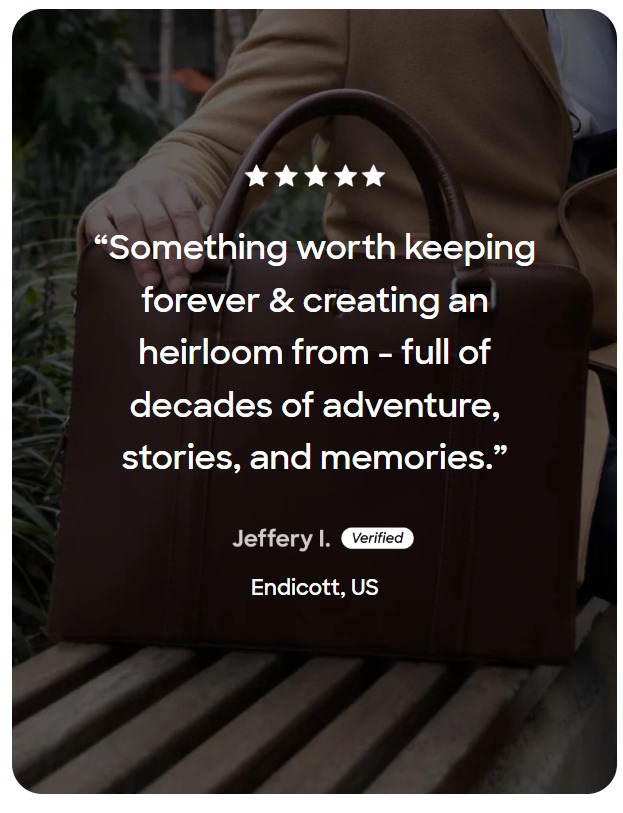 “Something worth keeping
forever & creating an
heirloom from – full of
decades of adventure,
stories, and memories.”
Jeffery I. Verified
Endicott, US